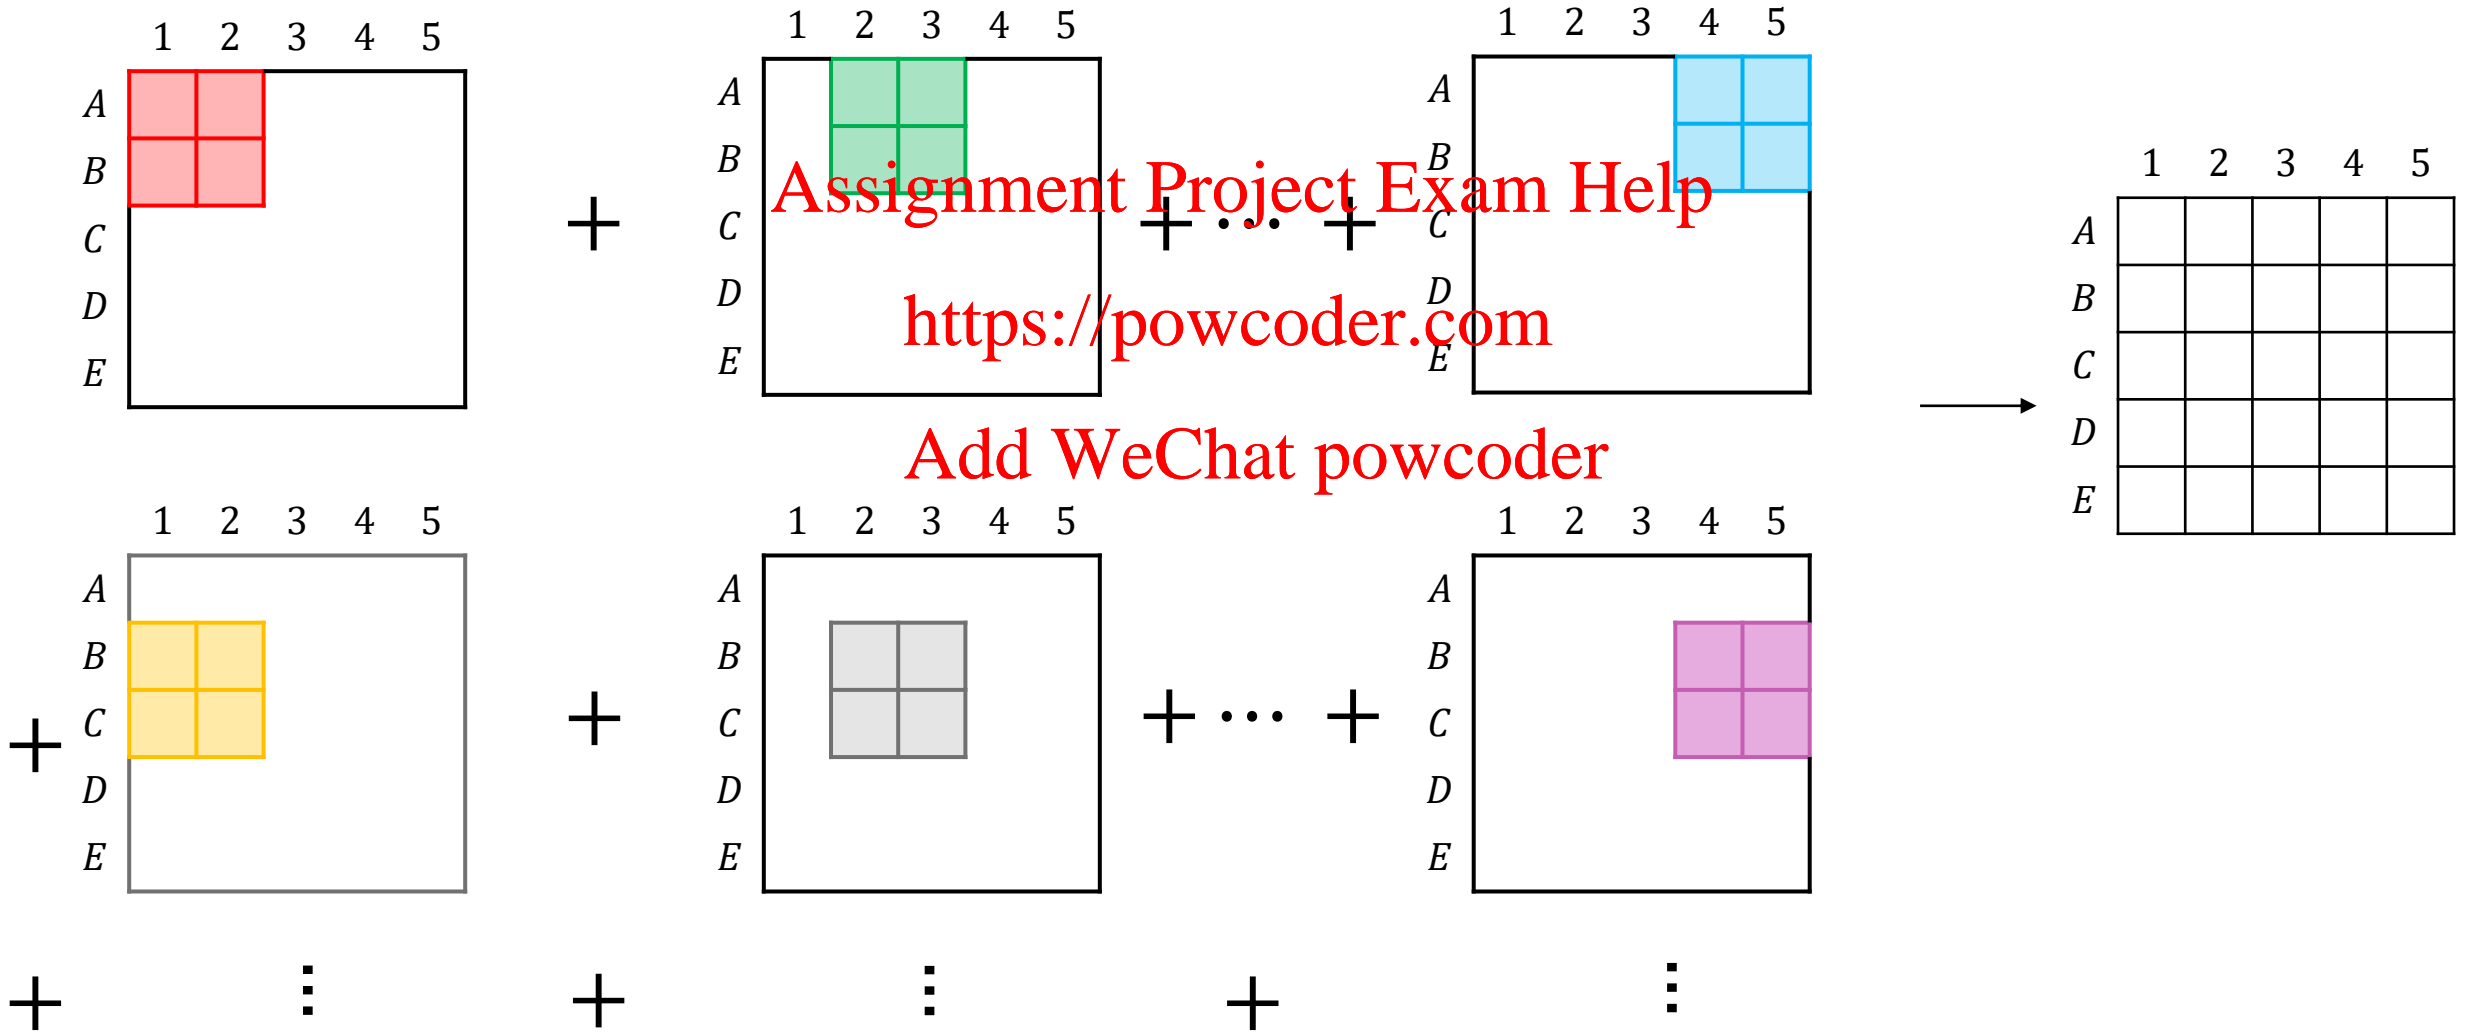 1 2 3 4 5
A
B
C
D
E
+
1 2 3 4 5
A
B
C
D
E
+ ... +
1 2 3 4 5
A
B
C
D
E
1 2 3 4 5
A
B
C
D
E
Assignment Project Exam Help
https://powcoder.com
Add WeChat powcoder
+
1 2 3 4 5
A
B
C
D
E
+
1 2 3 4 5
A
B
C
D
E
+ ... +
1 2 3 4 5
A
B
C
D
E
+ ⋮ + ⋮ + ⋮